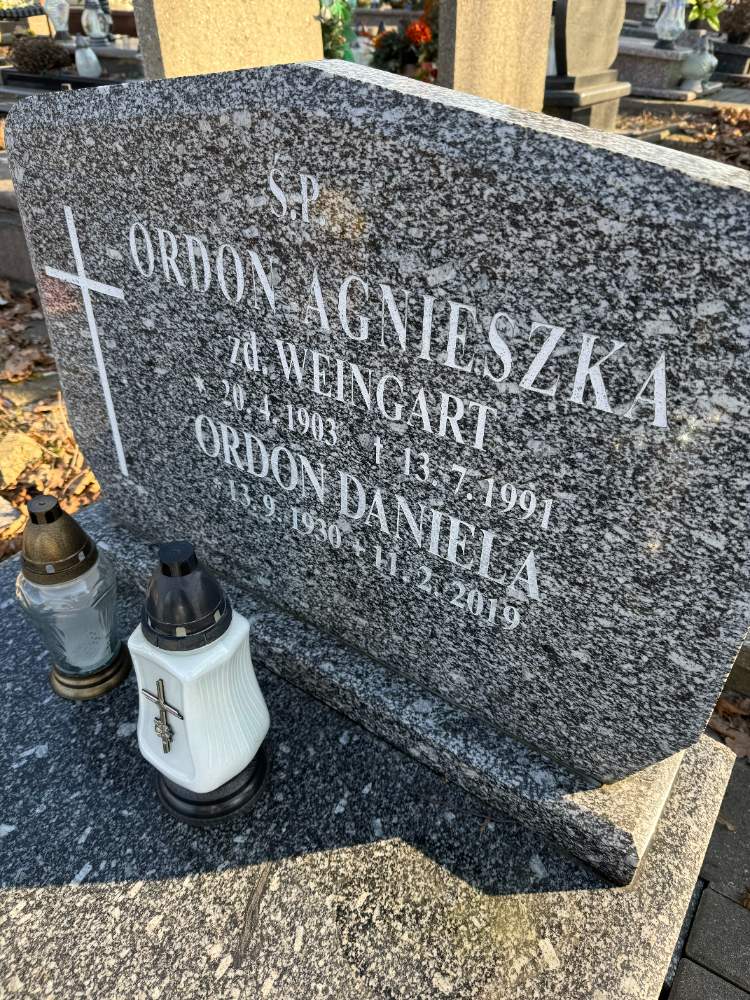 Ś.P.
ORDON AGNIESZKA
zd. WEINGART
* 20.4.1903 † 13.7.1991
ORDON DANIELA
* 13.9.1930 † 11.2.2019